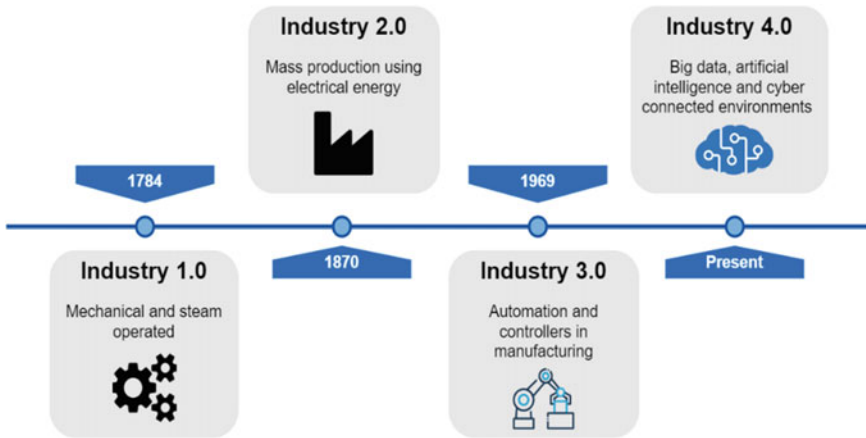 Industry 1.0
Mechanical and steam
operated
1784
Industry 2.0
Mass production using
electrical energy
1870
Industry 3.0
Automation and
controllers in
manufacturing
1969
Industry 4.0
Big data, artificial
intelligence and cyber
connected environments
Present